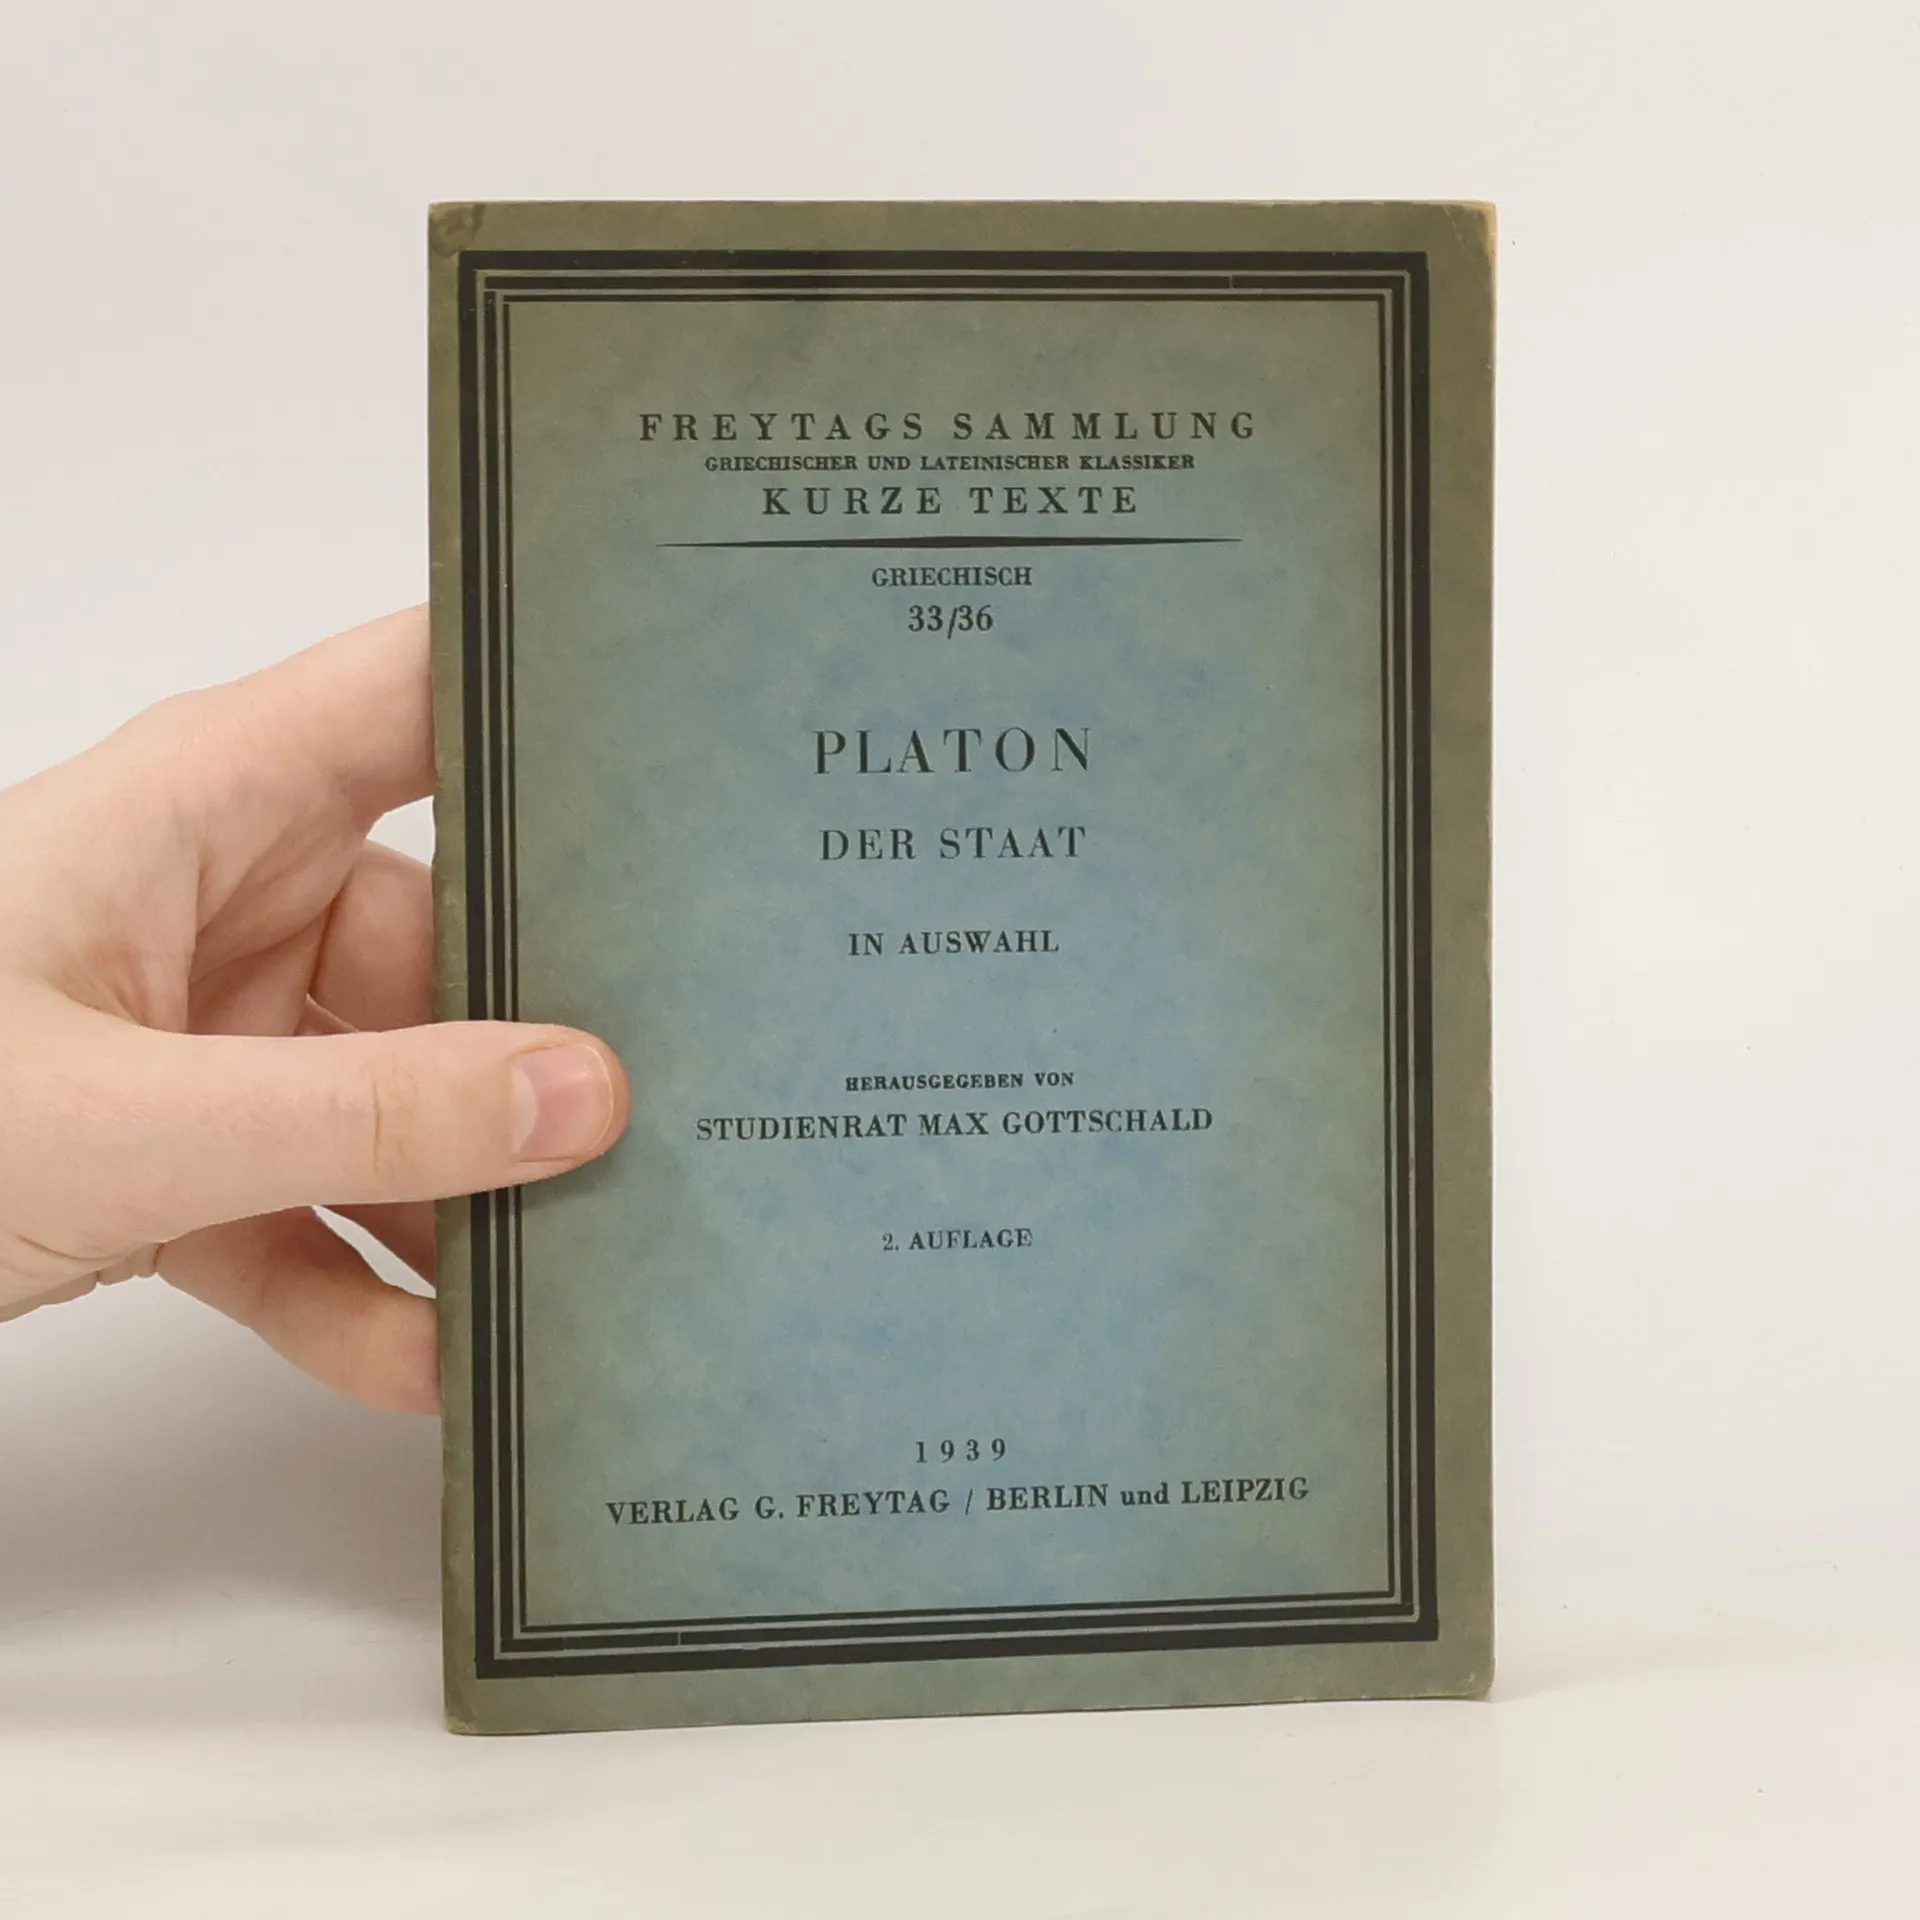 FREYTAGS SAMMLUNG
GRIECHISCHER UND LATEINISCHER KLASSIKER
KURZE TEXTE
GRIECHISCH
33/36
PLATON
DER STAAT
IN AUSWAHL
HERAUSGEGEBEN VON
STUDIENRAT MAX GOTTSCHALD
2. AUFLAGE
1939
VERLAG G. FREYTAG / BERLIN und LEIPZIG